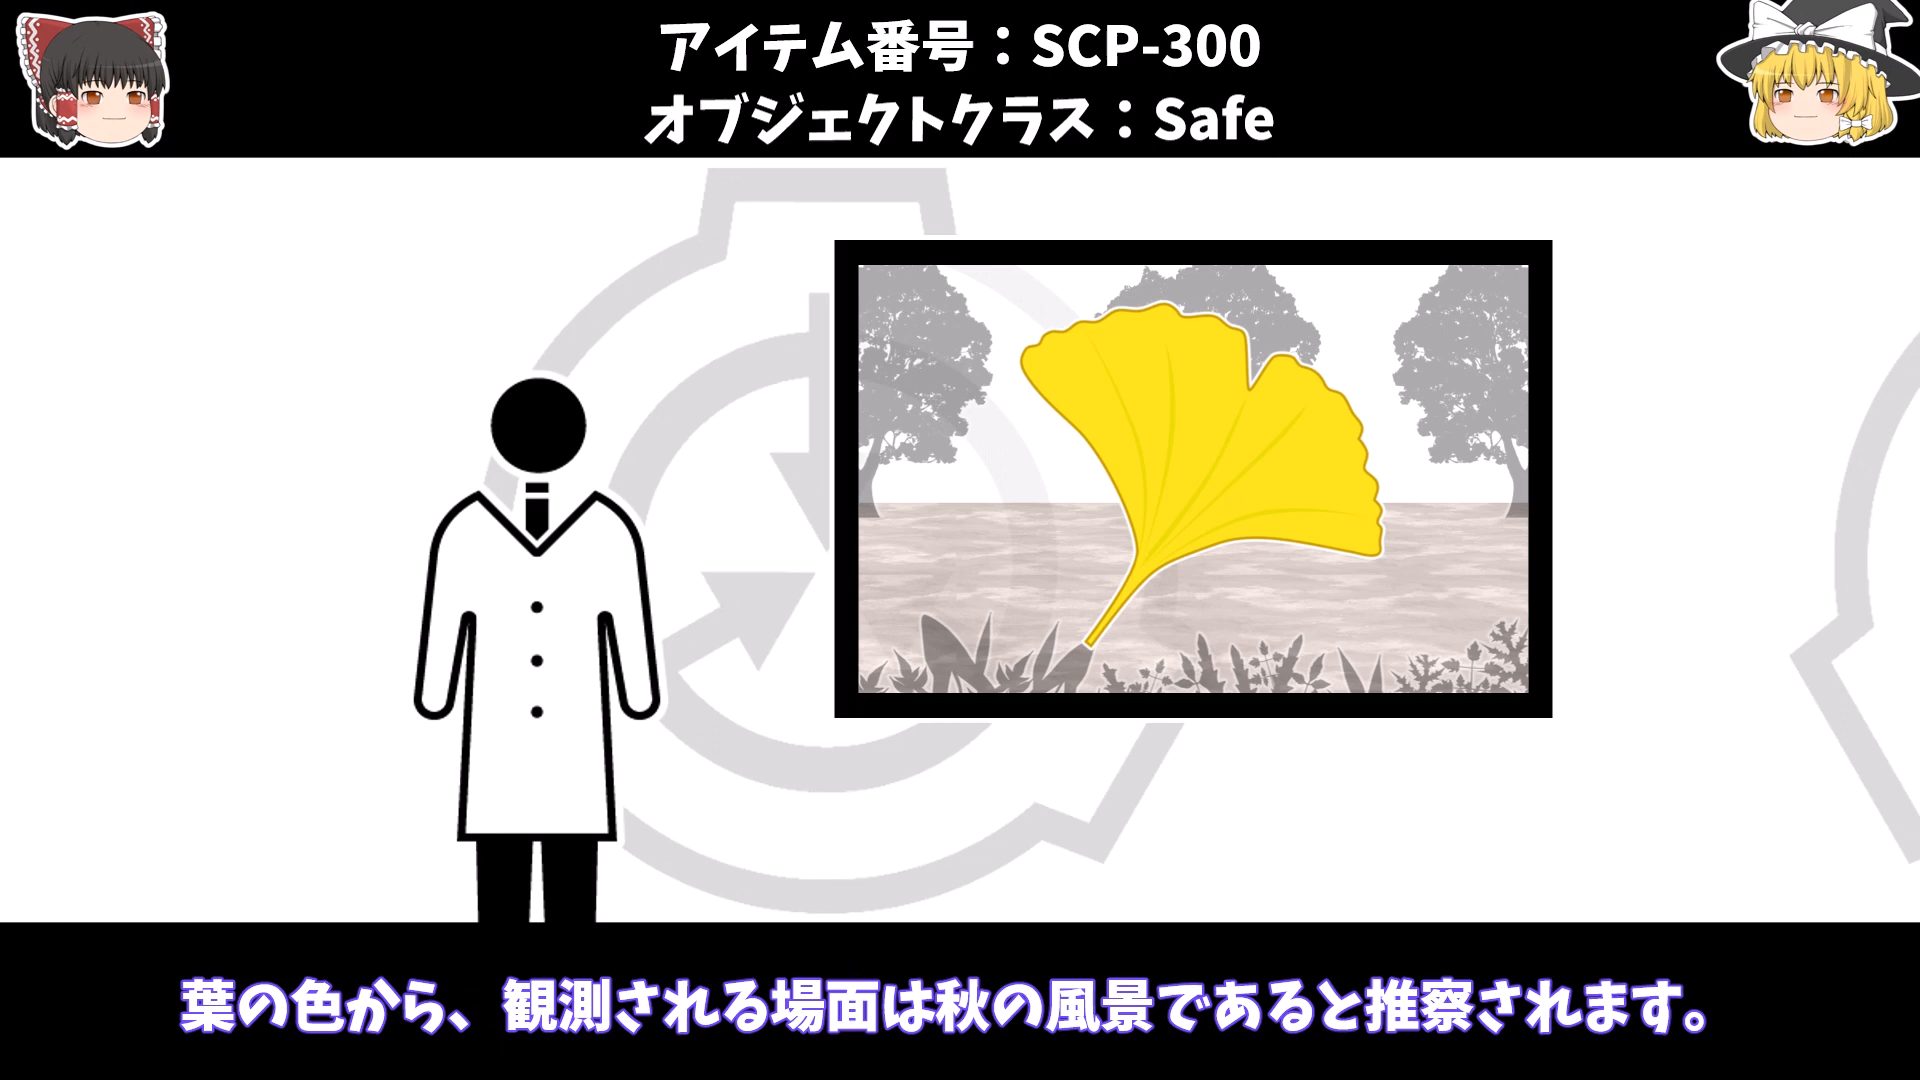 アイテム番号：SCP-300
オブジェクトクラス：Safe
葉の色から、観測される場面は秋の風景であると推察されます。